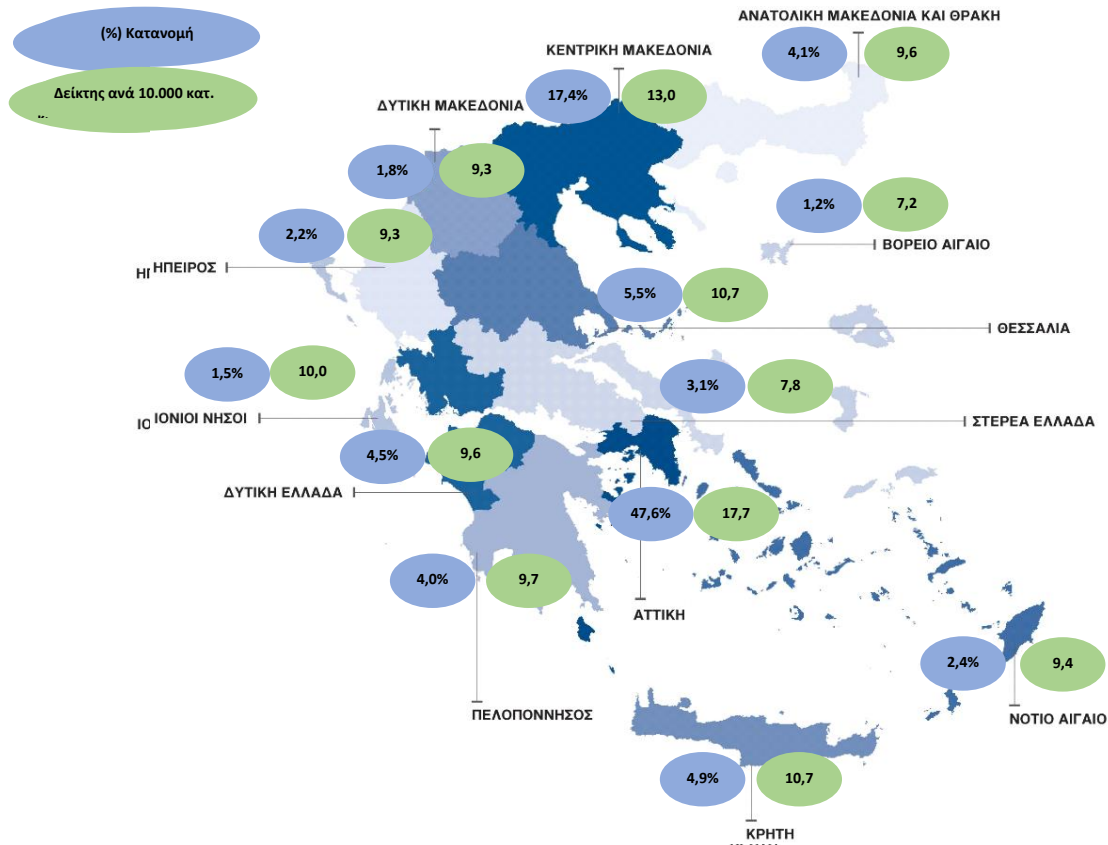 (%) Κατανομή
Δείκτης ανά 10.000 κατ.
ΑΝΑΤΟΛΙΚΗ ΜΑΚΕΔΟΝΙΑ ΚΑΙ ΘΡΑΚΗ
4,1% 9,6
ΚΕΝΤΡΙΚΗ ΜΑΚΕΔΟΝΙΑ
17,4% 13,0
ΔΥΤΙΚΗ ΜΑΚΕΔΟΝΙΑ
1,8% 9,3
1,2% 7,2
ΒΟΡΕΙΟ ΑΙΓΑΙΟ
2,2% 9,3
ΗΠΕΙΡΟΣ
5,5% 10,7
ΘΕΣΣΑΛΙΑ
1,5% 10,0
ΙΟΝΙΟΙ ΝΗΣΟΙ
3,1% 7,8
ΣΤΕΡΕΑ ΕΛΛΑΔΑ
4,5% 9,6
ΔΥΤΙΚΗ ΕΛΛΑΔΑ
47,6% 17,7
ΑΤΤΙΚΗ
4,0% 9,7
ΠΕΛΟΠΟΝΝΗΣΟΣ
2,4% 9,4
ΝΟΤΙΟ ΑΙΓΑΙΟ
4,9% 10,7
ΚΡΗΤΗ